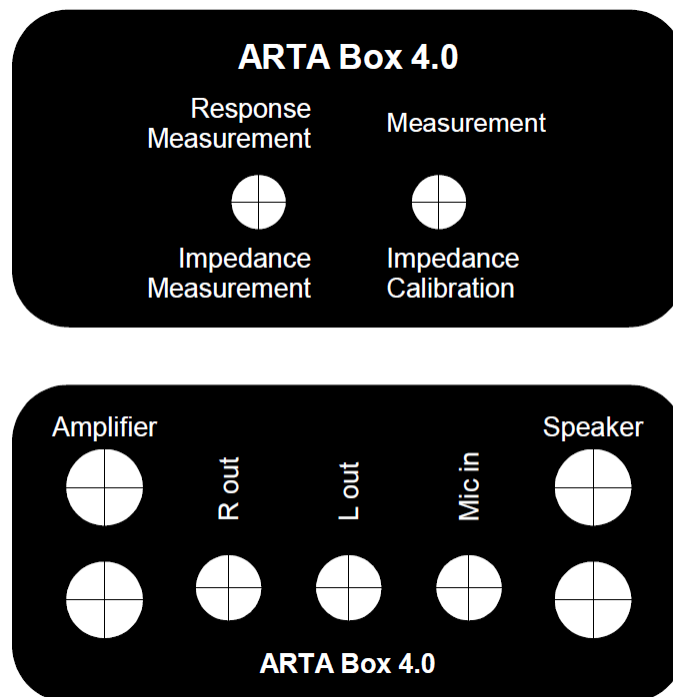 ARTA Box 4.0
Response
Measurement
Measurement
Impedance
Measurement
Impedance
Calibration
Amplifier
Speaker
R out
L out
Mic in
ARTA Box 4.0